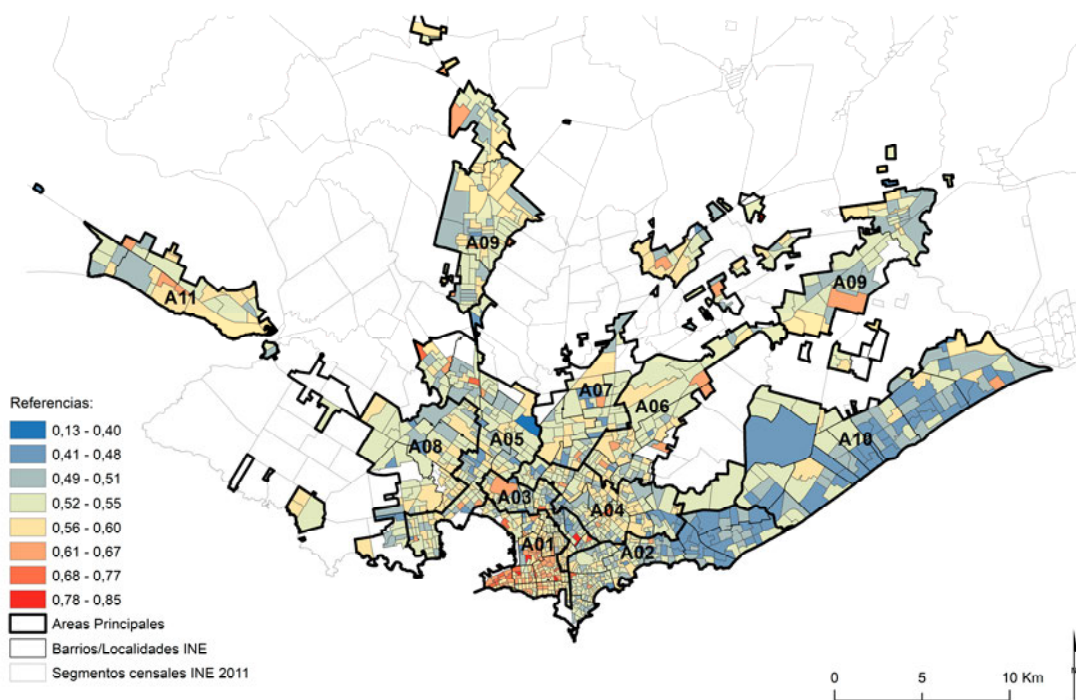 A09
A11
A09
A07
A06
A08
A05
A10
A03
A04
A01
A02
Referencias:
0,13 - 0,40
0,41 - 0,48
0,49 - 0,51
0,52 - 0,55
0,56 - 0,60
0,61 - 0,67
0,68 - 0,77
0,78 - 0,85
Areas Principales
Barrios/Localidades INE
Segmentos censales INE 2011
0 5 10 Km